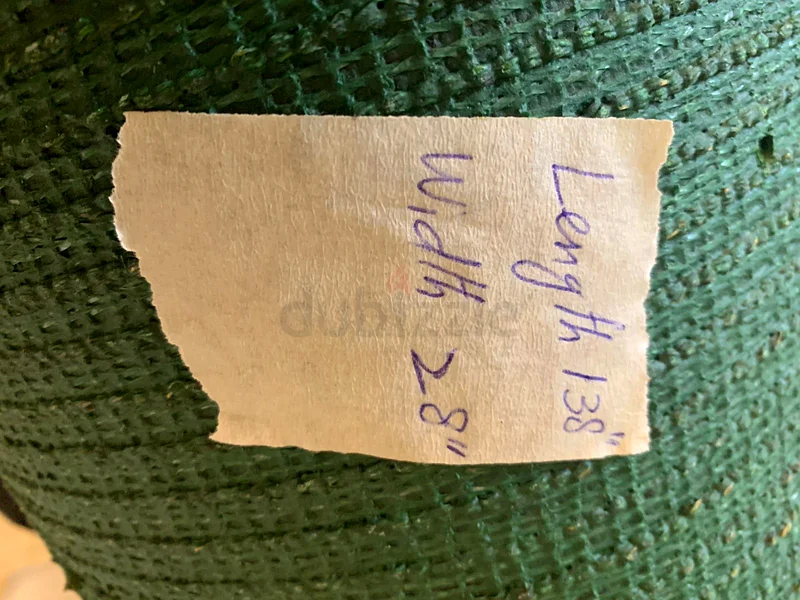 Length 138"
Width 28"
dubizzle